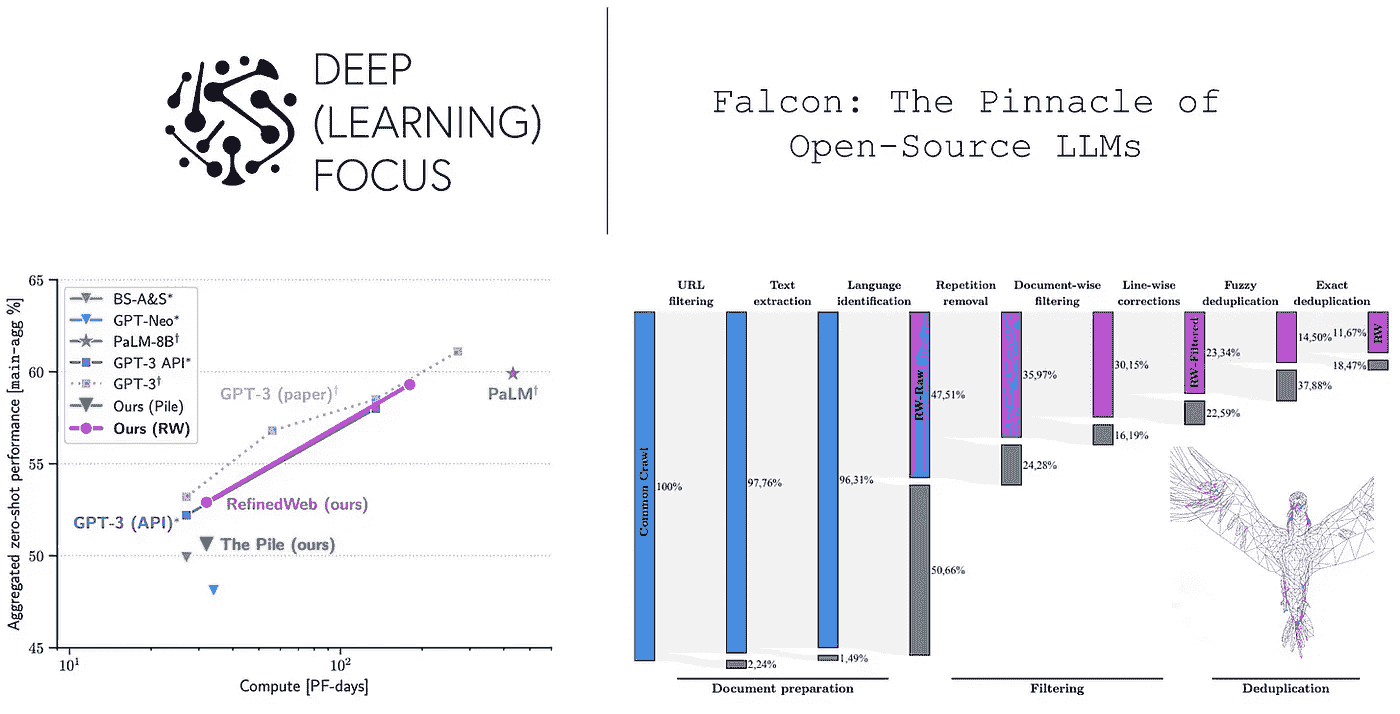 DEEP
(LEARNING)
FOCUS
Falcon: The Pinnacle of
Open-Source LLMs
65
60
55
50
45
Aggregated zero-shot performance [main-agg %]
BS-A&S*
GPT-Neo*
PaLM-8B†
GPT-3 API*
GPT-3†
Ours (Pile)
Ours (RW)
GPT-3 (paper)†
PaLM†
RefinedWeb (ours)
GPT-3 (API)*
The Pile (ours)
10¹
10²
Compute [PF-days]
URL
filtering
Text
extraction
Language
identification
Repetition
removal
Document-wise
filtering
Line-wise
corrections
Fuzzy
deduplication
Exact
deduplication
Common Crawl
100%
97,76%
2,24%
96,31%
1,49%
RW-Raw
47,51%
50,66%
35,97%
24,28%
30,15%
16,19%
RW-Filtered
23,34%
22,59%
14,50%
37,88%
11,67%
RW
18,47%
Document preparation
Filtering
Deduplication